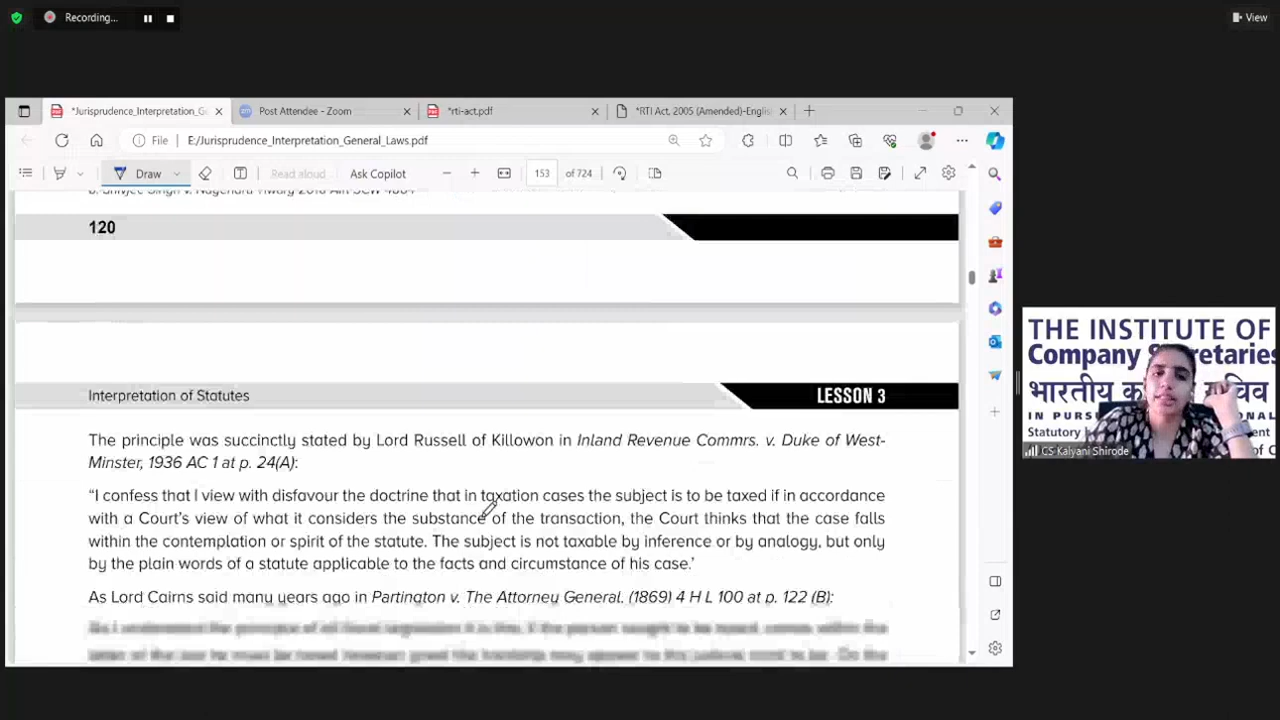 Recording...
View
*Jurisprudence_Interpretation_Ge
Post Attendee - Zoom
*rti-act.pdf
*RTI Act, 2005 (Amended)-Englis
File
E:/Jurisprudence_Interpretation_General_Laws.pdf
Draw
Read aloud
Ask Copilot
153
of 724
120
Interpretation of Statutes
LESSON 3
The principle was succinctly stated by Lord Russell of Killowon in Inland Revenue Commrs. v. Duke of West-
Minster, 1936 AC 1 at p. 24(A):
“I confess that I view with disfavour the doctrine that in taxation cases the subject is to be taxed if in accordance
with a Court’s view of what it considers the substance of the transaction, the Court thinks that the case falls
within the contemplation or spirit of the statute. The subject is not taxable by inference or by analogy, but only
by the plain words of a statute applicable to the facts and circumstance of his case.’
As Lord Cairns said many years ago in Partington v. The Attorney General. (1869) 4 H L 100 at p. 122 (B):
THE INSTITUTE OF
Company Secretaries
भारतीय
IN PURSU
Statutory
CS Kalyani Shirode